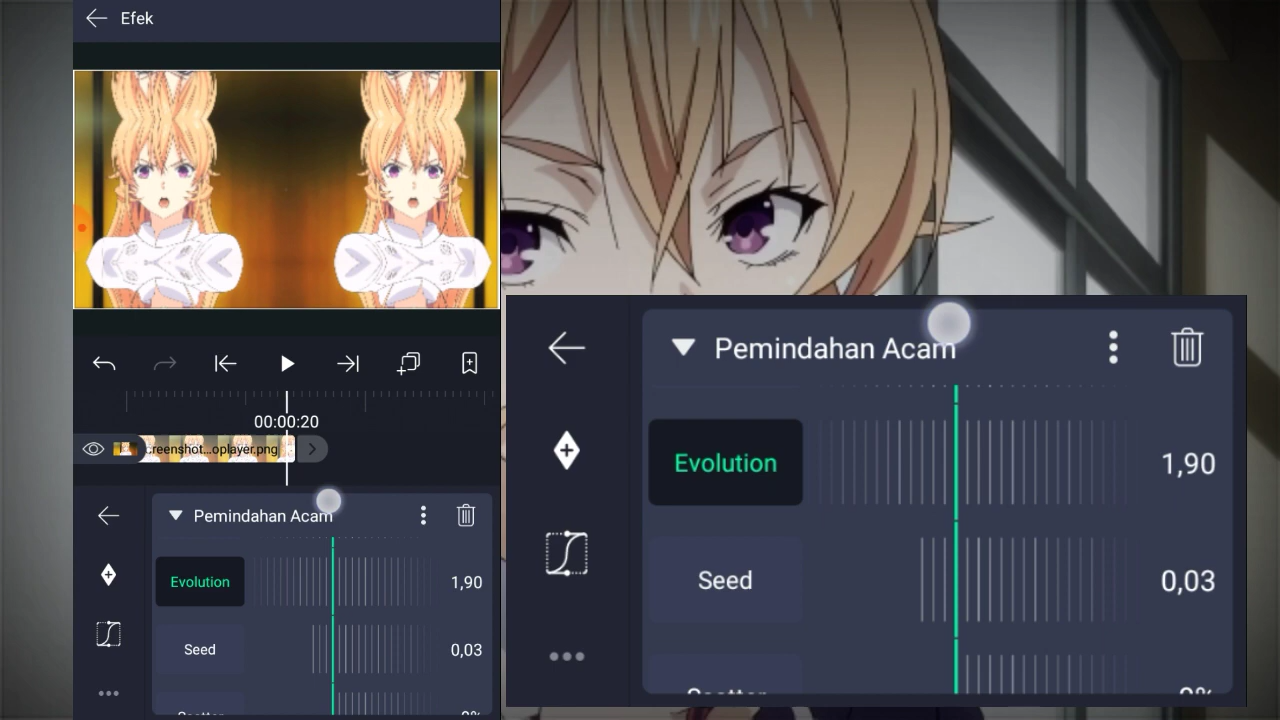 Efek
00:00:20
reenshot...oplayer.png
Pemindahan Acam
Evolution
1,90
Seed
0,03
Pemindahan Acam
Evolution
1,90
Seed
0,03